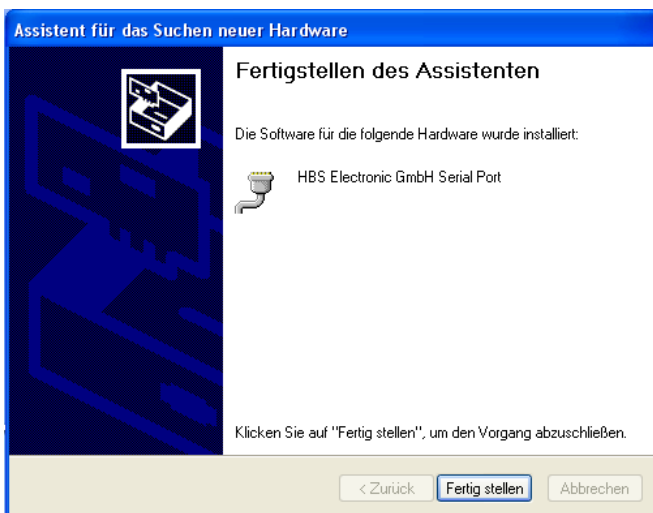 Assistent für das Suchen neuer Hardware
Fertigstellen des Assistenten
Die Software für die folgende Hardware wurde installiert:
HBS Electronic GmbH Serial Port
Klicken Sie auf "Fertig stellen", um den Vorgang abzuschließen.
< Zurück Fertig stellen Abbrechen